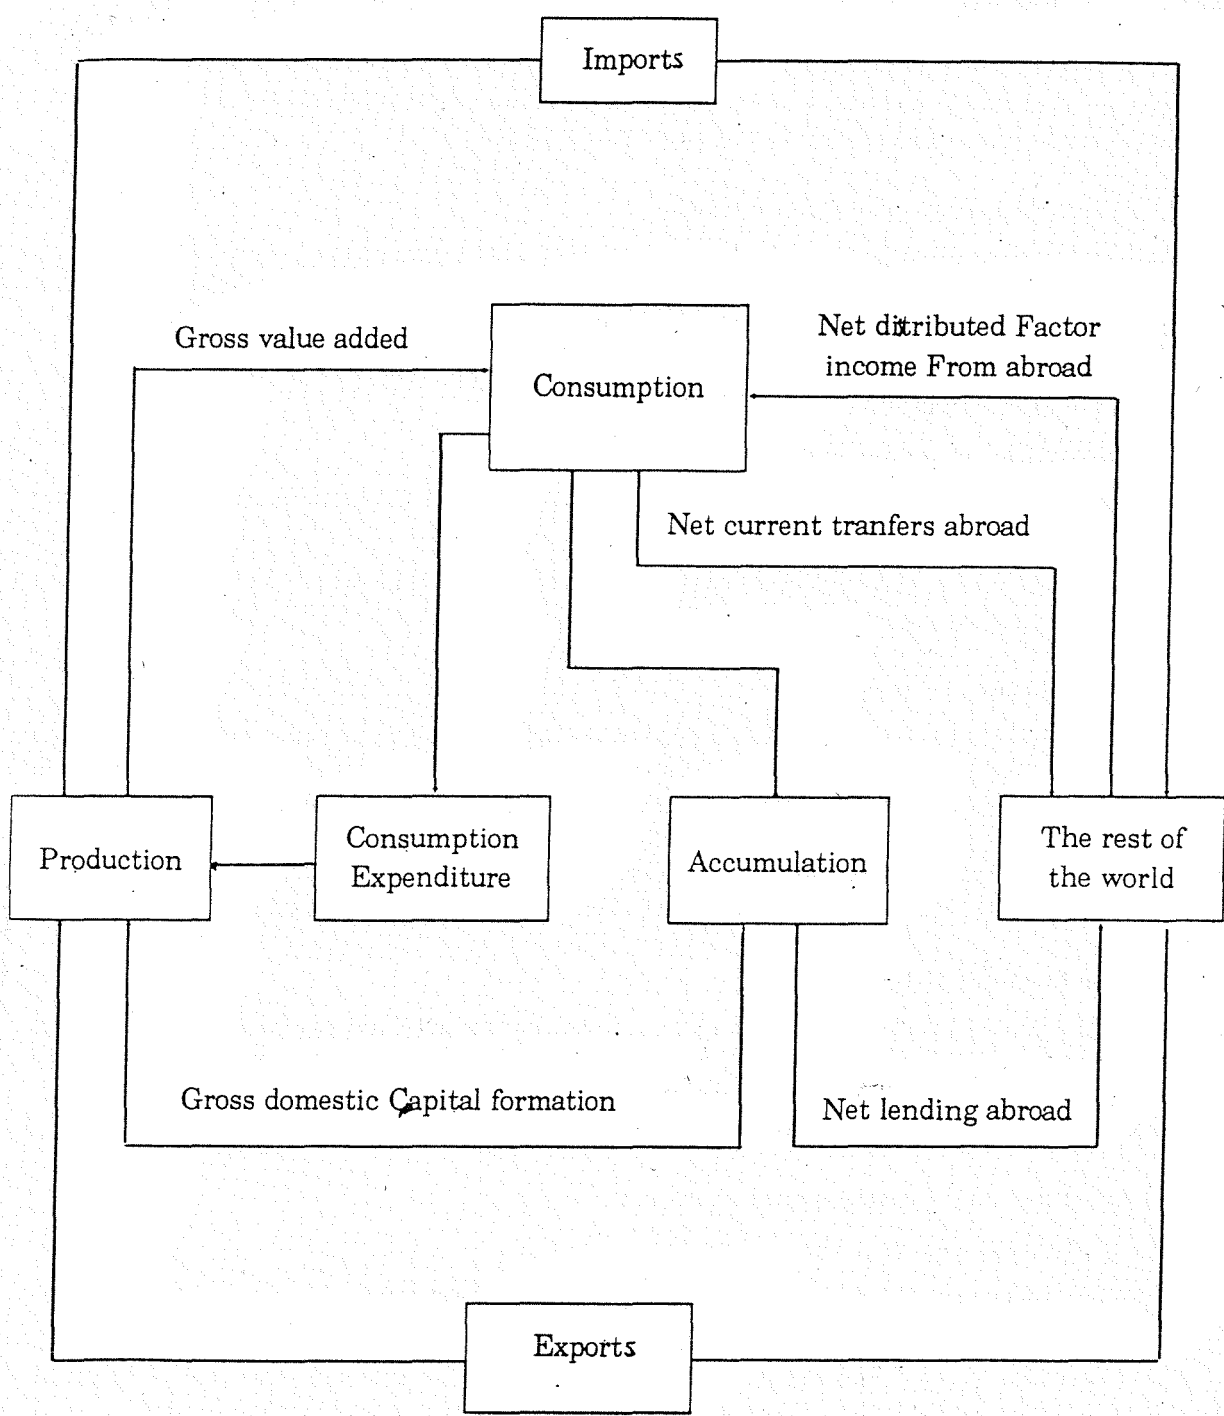 Imports
Gross value added
Consumption
Net ditributed Factor
income From abroad
Net current tranfers abroad
Production
Consumption
Expenditure
Accumulation
The rest of
the world
Gross domestic Capital formation
Net lending abroad
Exports